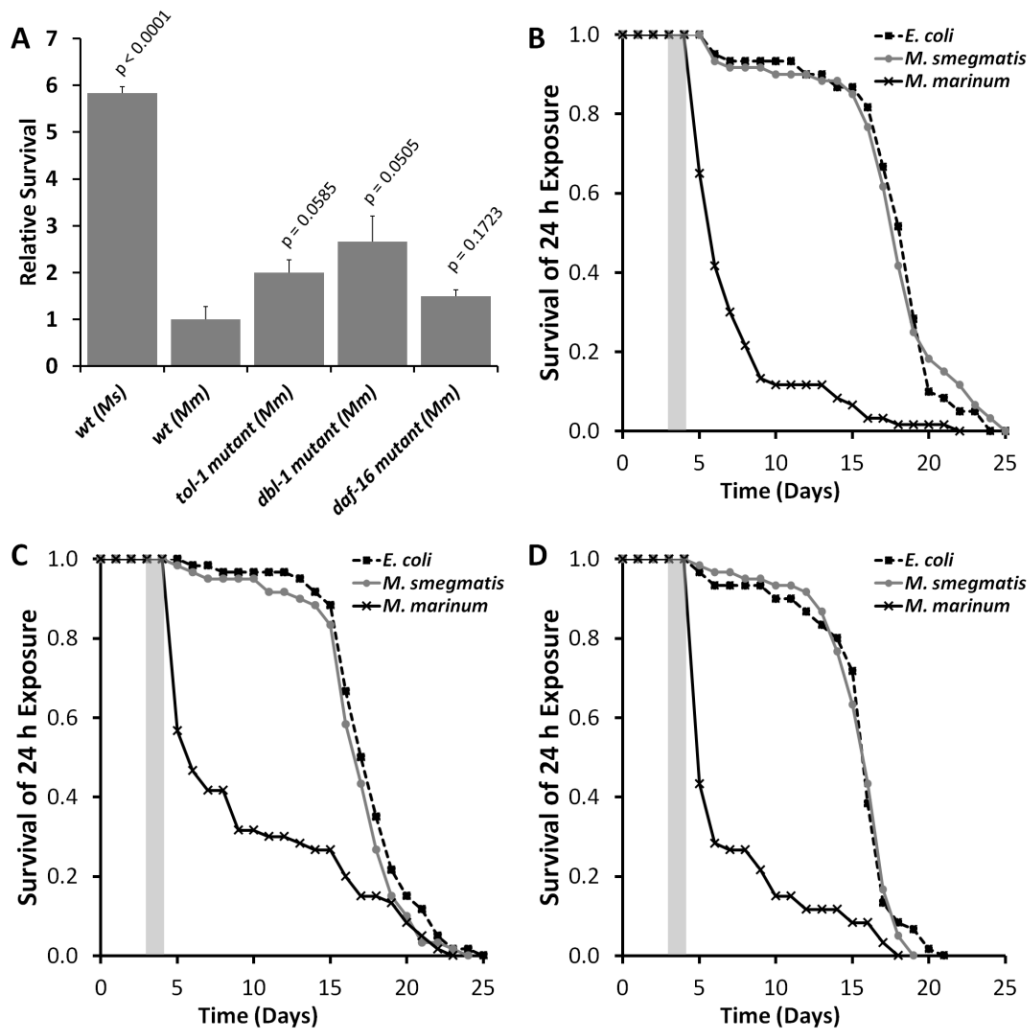 A
7
6
5
4
3
2
1
0
Relative Survival
p < 0.0001
p = 0.0585
p = 0.0505
p = 0.1723
wt (Ms)
wt (Mm)
tol-1 mutant (Mm)
dbl-1 mutant (Mm)
daf-16 mutant (Mm)
B
1.0
0.8
0.6
0.4
0.2
0.0
Survival of 24 h Exposure
E. coli
M. smegmatis
M. marinum
0 5 10 15 20 25
Time (Days)
C
1.0
0.8
0.6
0.4
0.2
0.0
Survival of 24 h Exposure
E. coli
M. smegmatis
M. marinum
0 5 10 15 20 25
Time (Days)
D
1.0
0.8
0.6
0.4
0.2
0.0
Survival of 24 h Exposure
E. coli
M. smegmatis
M. marinum
0 5 10 15 20 25
Time (Days)